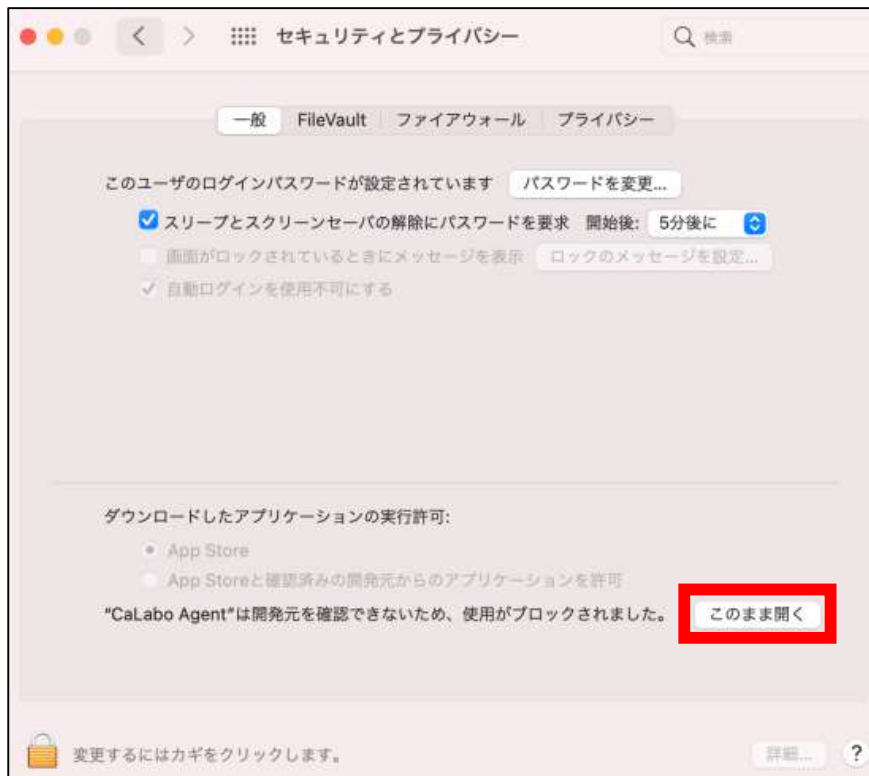 セキュリティとプライバシー
検索
一般 FileVault ファイアウォール プライバシー
このユーザのログインパスワードが設定されています パスワードを変更...
スリープとスクリーンセーバの解除にパスワードを要求 開始後: 5分後に
画面がロックされているときにメッセージを表示 ロックのメッセージを設定...
自動ログインを使用不可にする
ダウンロードしたアプリケーションの実行許可:
App Store
App Storeと確認済みの開発元からのアプリケーションを許可
“CaLabo Agent”は開発元を確認できないため、使用がブロックされました。 このまま開く
変更するにはカギをクリックします。 詳細... ?